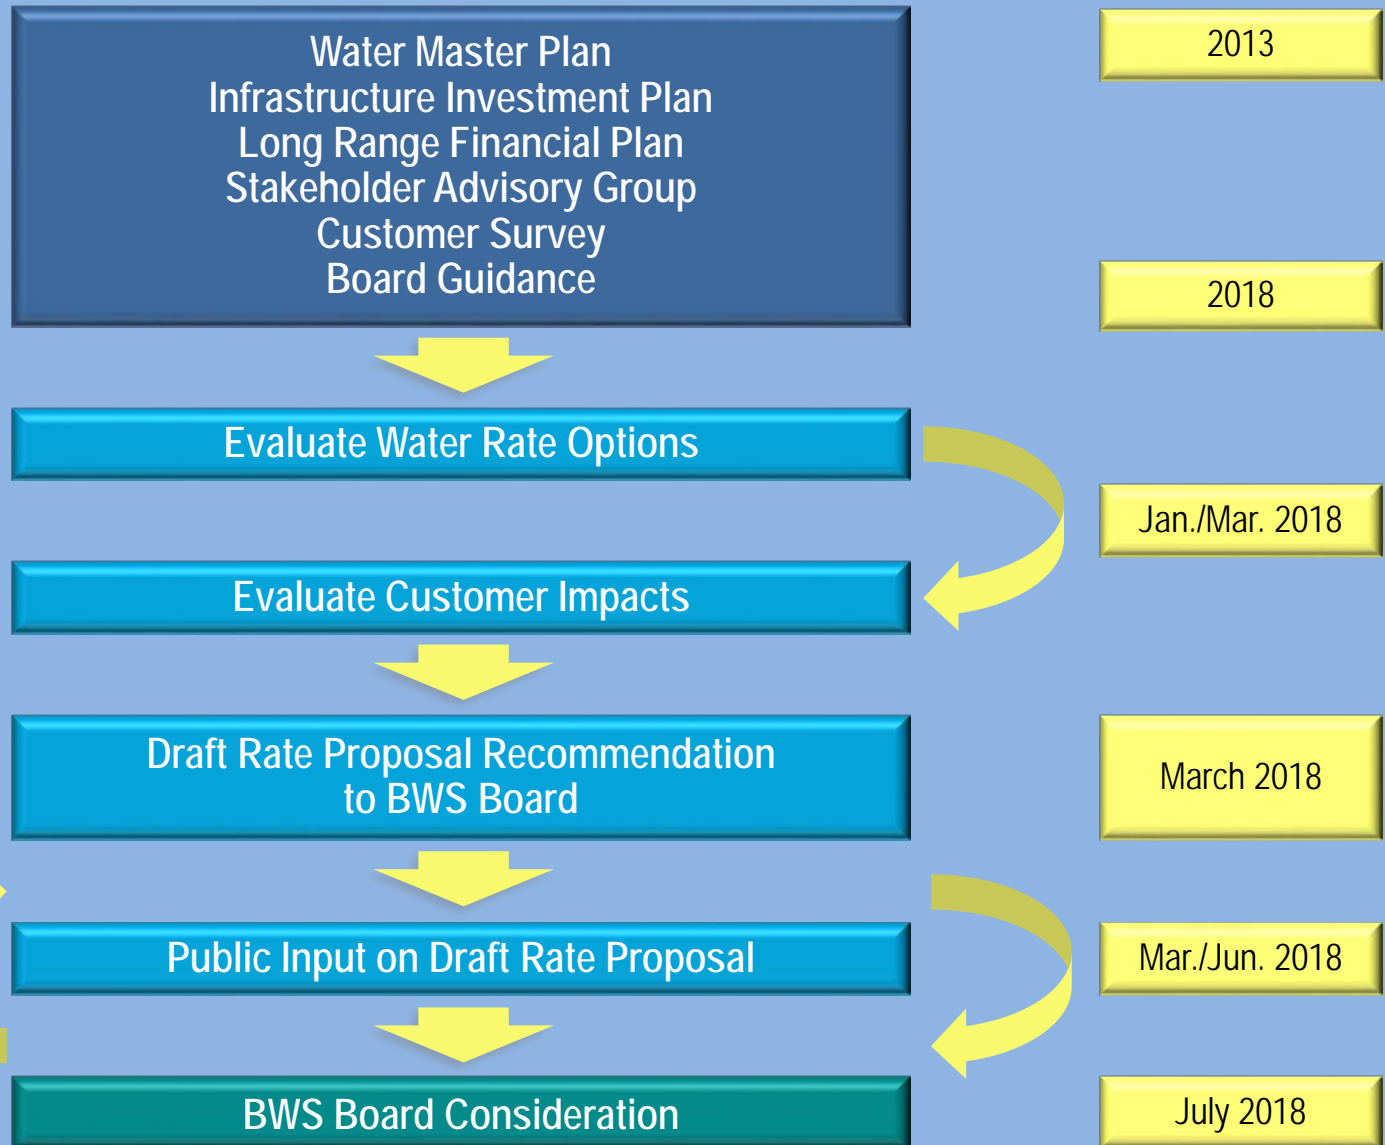 Water Master Plan
Infrastructure Investment Plan
Long Range Financial Plan
Stakeholder Advisory Group
Customer Survey
Board Guidance
2013
2018
Evaluate Water Rate Options
Jan./Mar. 2018
Evaluate Customer Impacts
Draft Rate Proposal Recommendation
to BWS Board
March 2018
Public Input on Draft Rate Proposal
Mar./Jun. 2018
BWS Board Consideration
July 2018